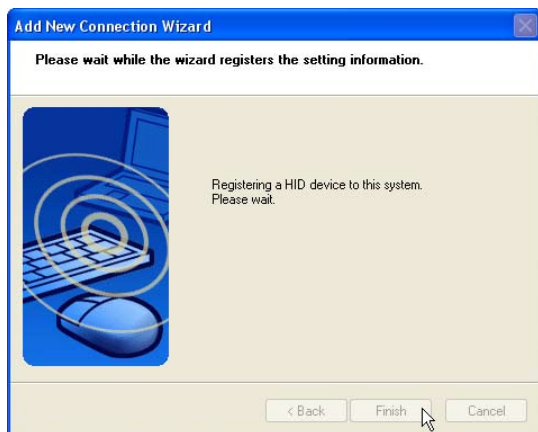 Add New Connection Wizard
Please wait while the wizard registers the setting information.
Registering a HID device to this system.
Please wait.
< Back
Finish
Cancel